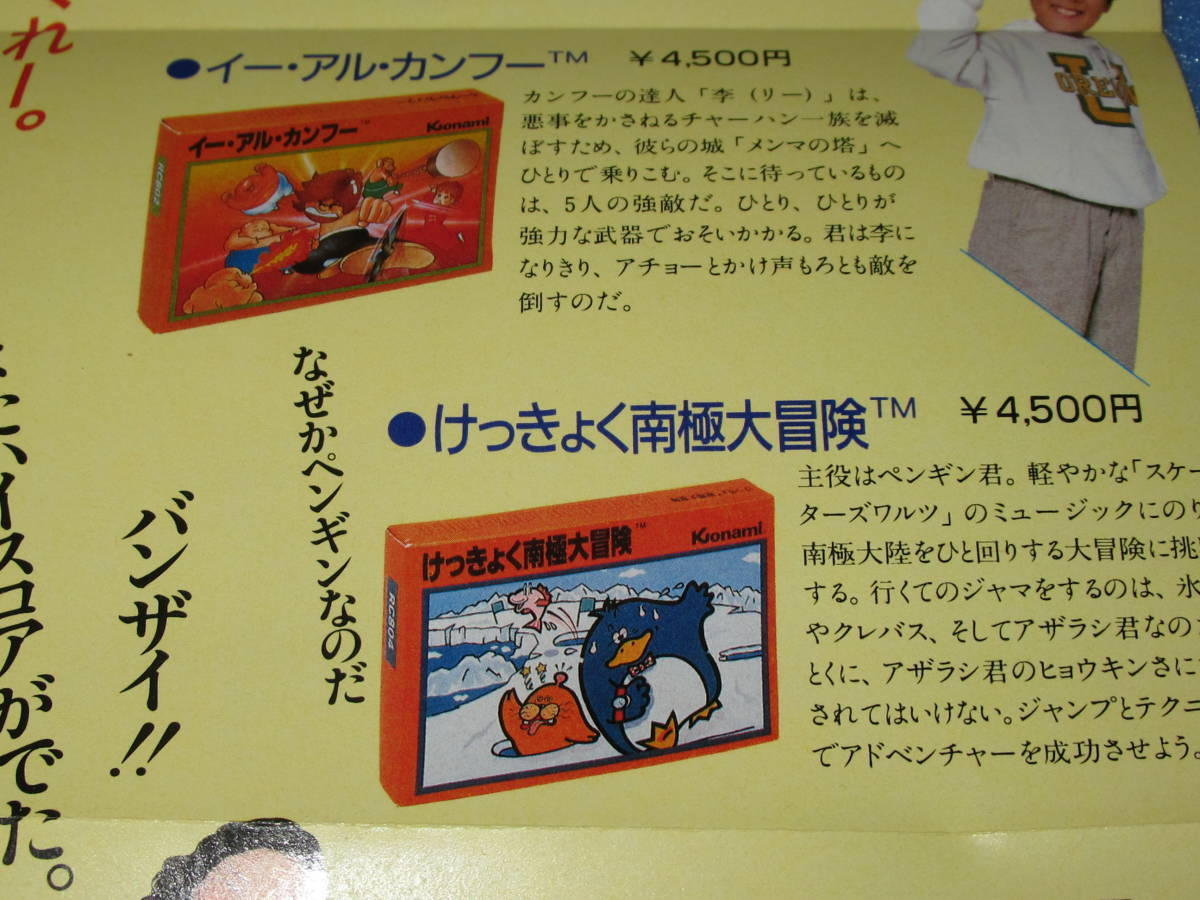 くれー。
●イー・アル・カンフー™ ￥4,500円
イー・アル・カンフー™
Konami
RC802
カンフーの達人「李（リー）」は、
悪事をかさねるチャーハン一族を滅
ぼすため、彼らの城「メンマの塔」へ
ひとりで乗りこむ。そこに待っているもの
は、5人の強敵だ。ひとり、ひとりが
強力な武器でおそいかかる。君は李に
なりきり、アチョーとかけ声もろとも敵を
倒すのだ。
U
OREGON
●けっきょく南極大冒険™ ￥4,500円
けっきょく南極大冒険™
Konami
RC804
主役はペンギン君。軽やかな「スケー
ターズワルツ」のミュージックにのり
南極大陸をひと回りする大冒険に挑
する。行くてのジャマをするのは、氷
やクレバス、そしてアザラシ君なの
とくに、アザラシ君のヒョウキンさに
されてはいけない。ジャンプとテクニ
でアドベンチャーを成功させよう。
なぜかペンギンなのだ
バンザイ!!
ハイスコアがでた。